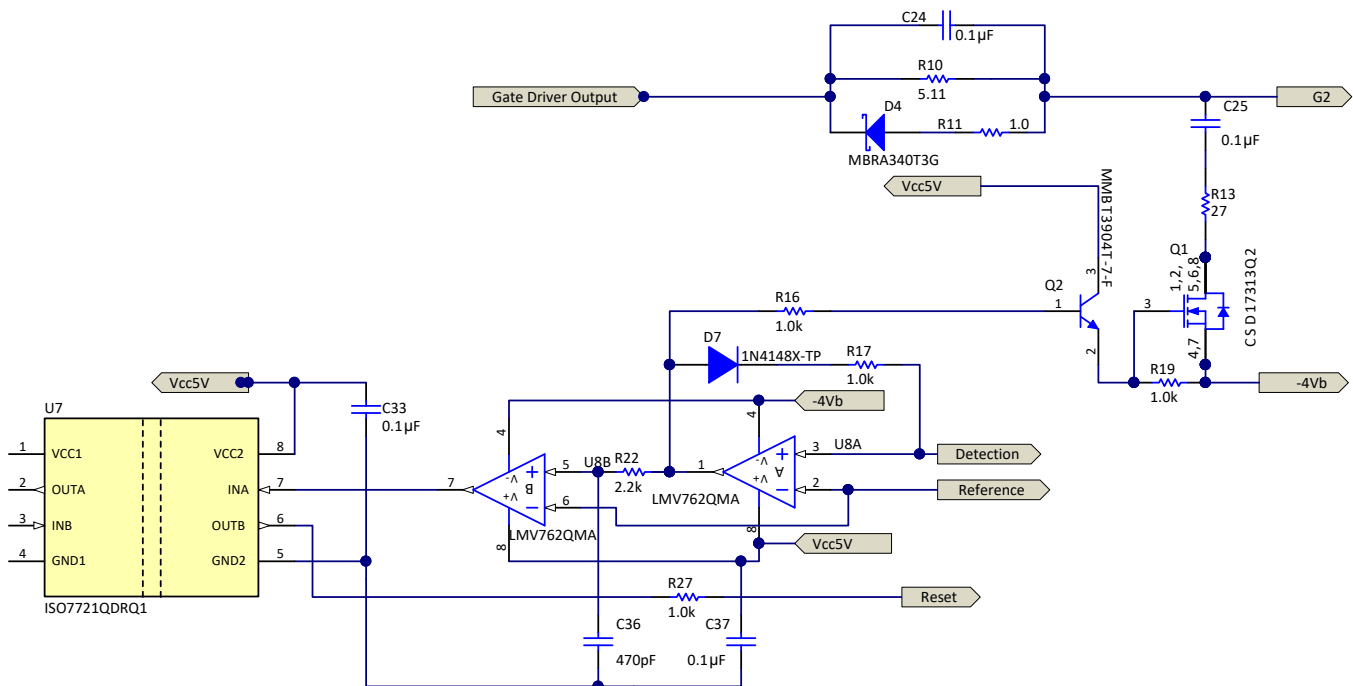 C24
0.1µF
R10
5.11
Gate Driver Output
G2
D4
R11
1.0
MBRA340T3G
C25
0.1µF
Vcc5V
MMBT3904T-7-F
R13
27
Q1
1,2,
5,6,8
CSD17313Q2
Q2
3
1
2
3
4,7
R16
1.0k
D7
1N4148X-TP
R17
1.0k
R19
1.0k
-4Vb
Vcc5V
-4Vb
U7
C33
0.1µF
4
4
U8A
3
Detection
1
VCC1
VCC2
8
U8B
R22
2.2k
5
+
V-
B
V+
-
1
+
V-
A
V+
-
2
Reference
2
OUTA
INA
7
7
6
LMV762QMA
LMV762QMA
3
INB
OUTB
6
8
8
Vcc5V
4
GND1
GND2
5
ISO7721QDRQ1
R27
1.0k
Reset
C36
470pF
C37
0.1µF